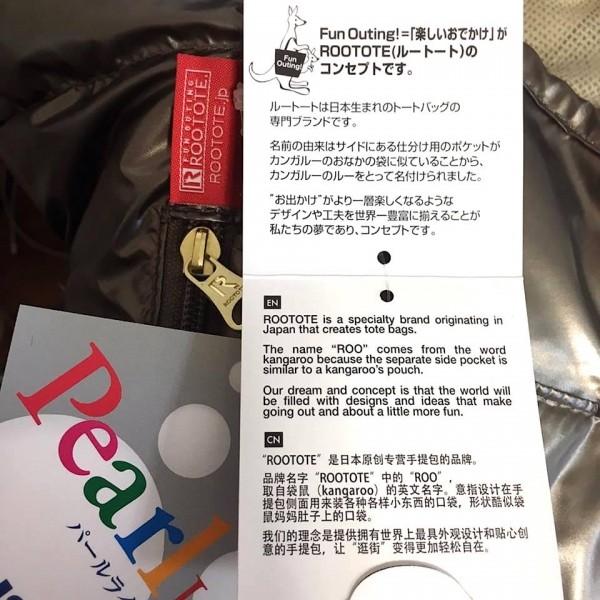 Fun Outing!
Fun Outing!=「楽しいおでかけ」が
ROOTOTE(ルートート)の
コンセプトです。
ルートートは日本生まれのトートバッグの
専門ブランドです。
名前の由来はサイドにある仕分け用のポケットが
カンガルーのおなかの袋に似ていることから、
カンガルーのルーをとって名付けられました。
"お出かけ"がより一層楽しくなるような
デザインや工夫を世界一豊富に揃えることが
私たちの夢であり、コンセプトです。
EN
ROOTOTE is a specialty brand originating in
Japan that creates tote bags.
The name “ROO” comes from the word
kangaroo because the separate side pocket is
similar to a kangaroo's pouch.
Our dream and concept is that the world will
be filled with designs and ideas that make
going out and about a little more fun.
CN
“ROOTOTE” 是日本原创专营手提包的品牌。
品牌名字 “ROOTOTE” 中的 “ROO”，
取自袋鼠（kangaroo）的英文名字。意指设计在手
提包侧面用来装各种各样小东西的口袋，形状酷似袋
鼠妈妈肚子上的口袋。
我们的理念是提供拥有世界上最具外观设计和贴心创
意的手提包，让 “逛街” 变得更加轻松自在。
FUN OUTING
R ROOTOTE.
ROOTOTE.jp
R
ROOTOTE
Pearl
パールラ